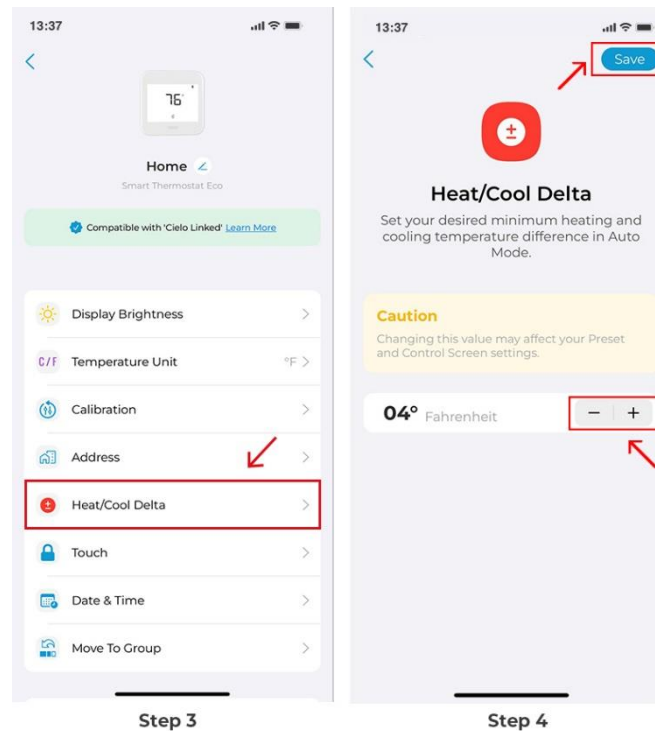 13:37
76°
Home
Smart Thermostat Eco
Compatible with 'Cielo Linked' Learn More
Display Brightness
C/F Temperature Unit °F
Calibration
Address
Heat/Cool Delta
Touch
Date & Time
Move To Group
Step 3
13:37
Save
Heat/Cool Delta
Set your desired minimum heating and
cooling temperature difference in Auto
Mode.
Caution
Changing this value may affect your Preset
and Control Screen settings.
04° Fahrenheit − +
Step 4